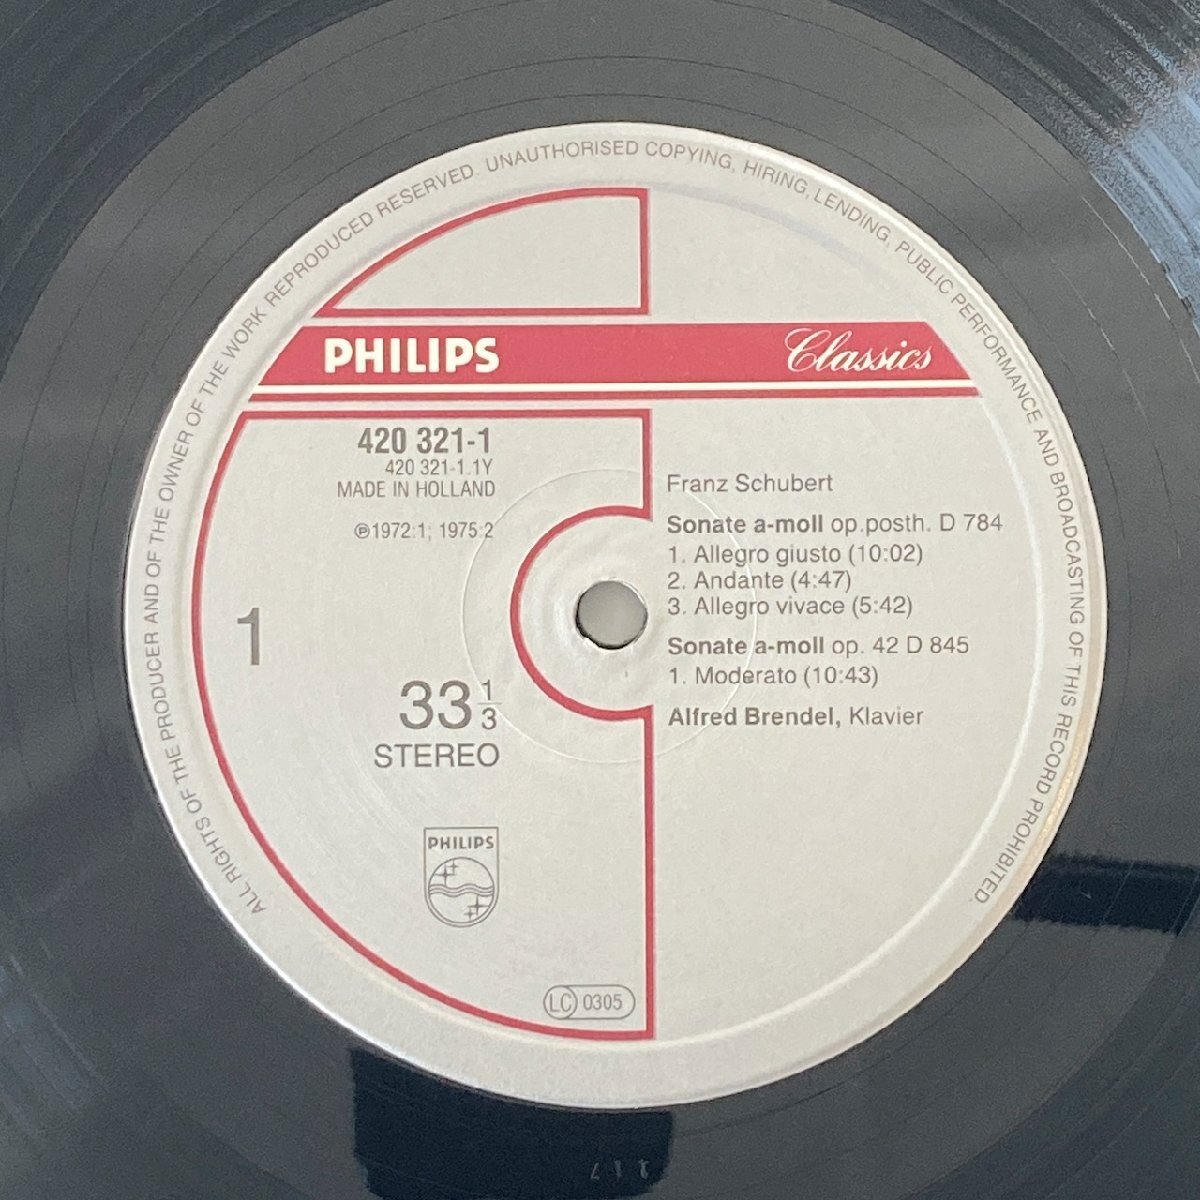 ALL RIGHTS OF THE PRODUCER AND OF THE OWNER OF THE WORK REPRODUCED RESERVED. UNAUTHORISED COPYING, HIRING, LENDING, PUBLIC PERFORMANCE AND BROADCASTING OF THIS RECORD PROHIBITED.
PHILIPS Classics
420 321-1
420 321-1.1Y
MADE IN HOLLAND
℗1972:1; 1975:2
1
33 1/3
STEREO
PHILIPS
LC 0305
Franz Schubert
Sonate a-moll op.posth. D 784
1. Allegro giusto (10:02)
2. Andante (4:47)
3. Allegro vivace (5:42)
Sonate a-moll op. 42 D 845
1. Moderato (10:43)
Alfred Brendel, Klavier